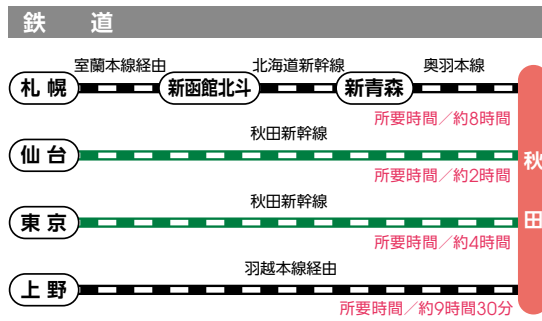 鉄 道
室蘭本線経由 北海道新幹線 奥羽本線
札幌 新函館北斗 新青森
所要時間／約8時間
秋田新幹線
仙台
所要時間／約2時間
秋田新幹線
東京
所要時間／約4時間
羽越本線経由
上野
所要時間／約9時間30分
秋田